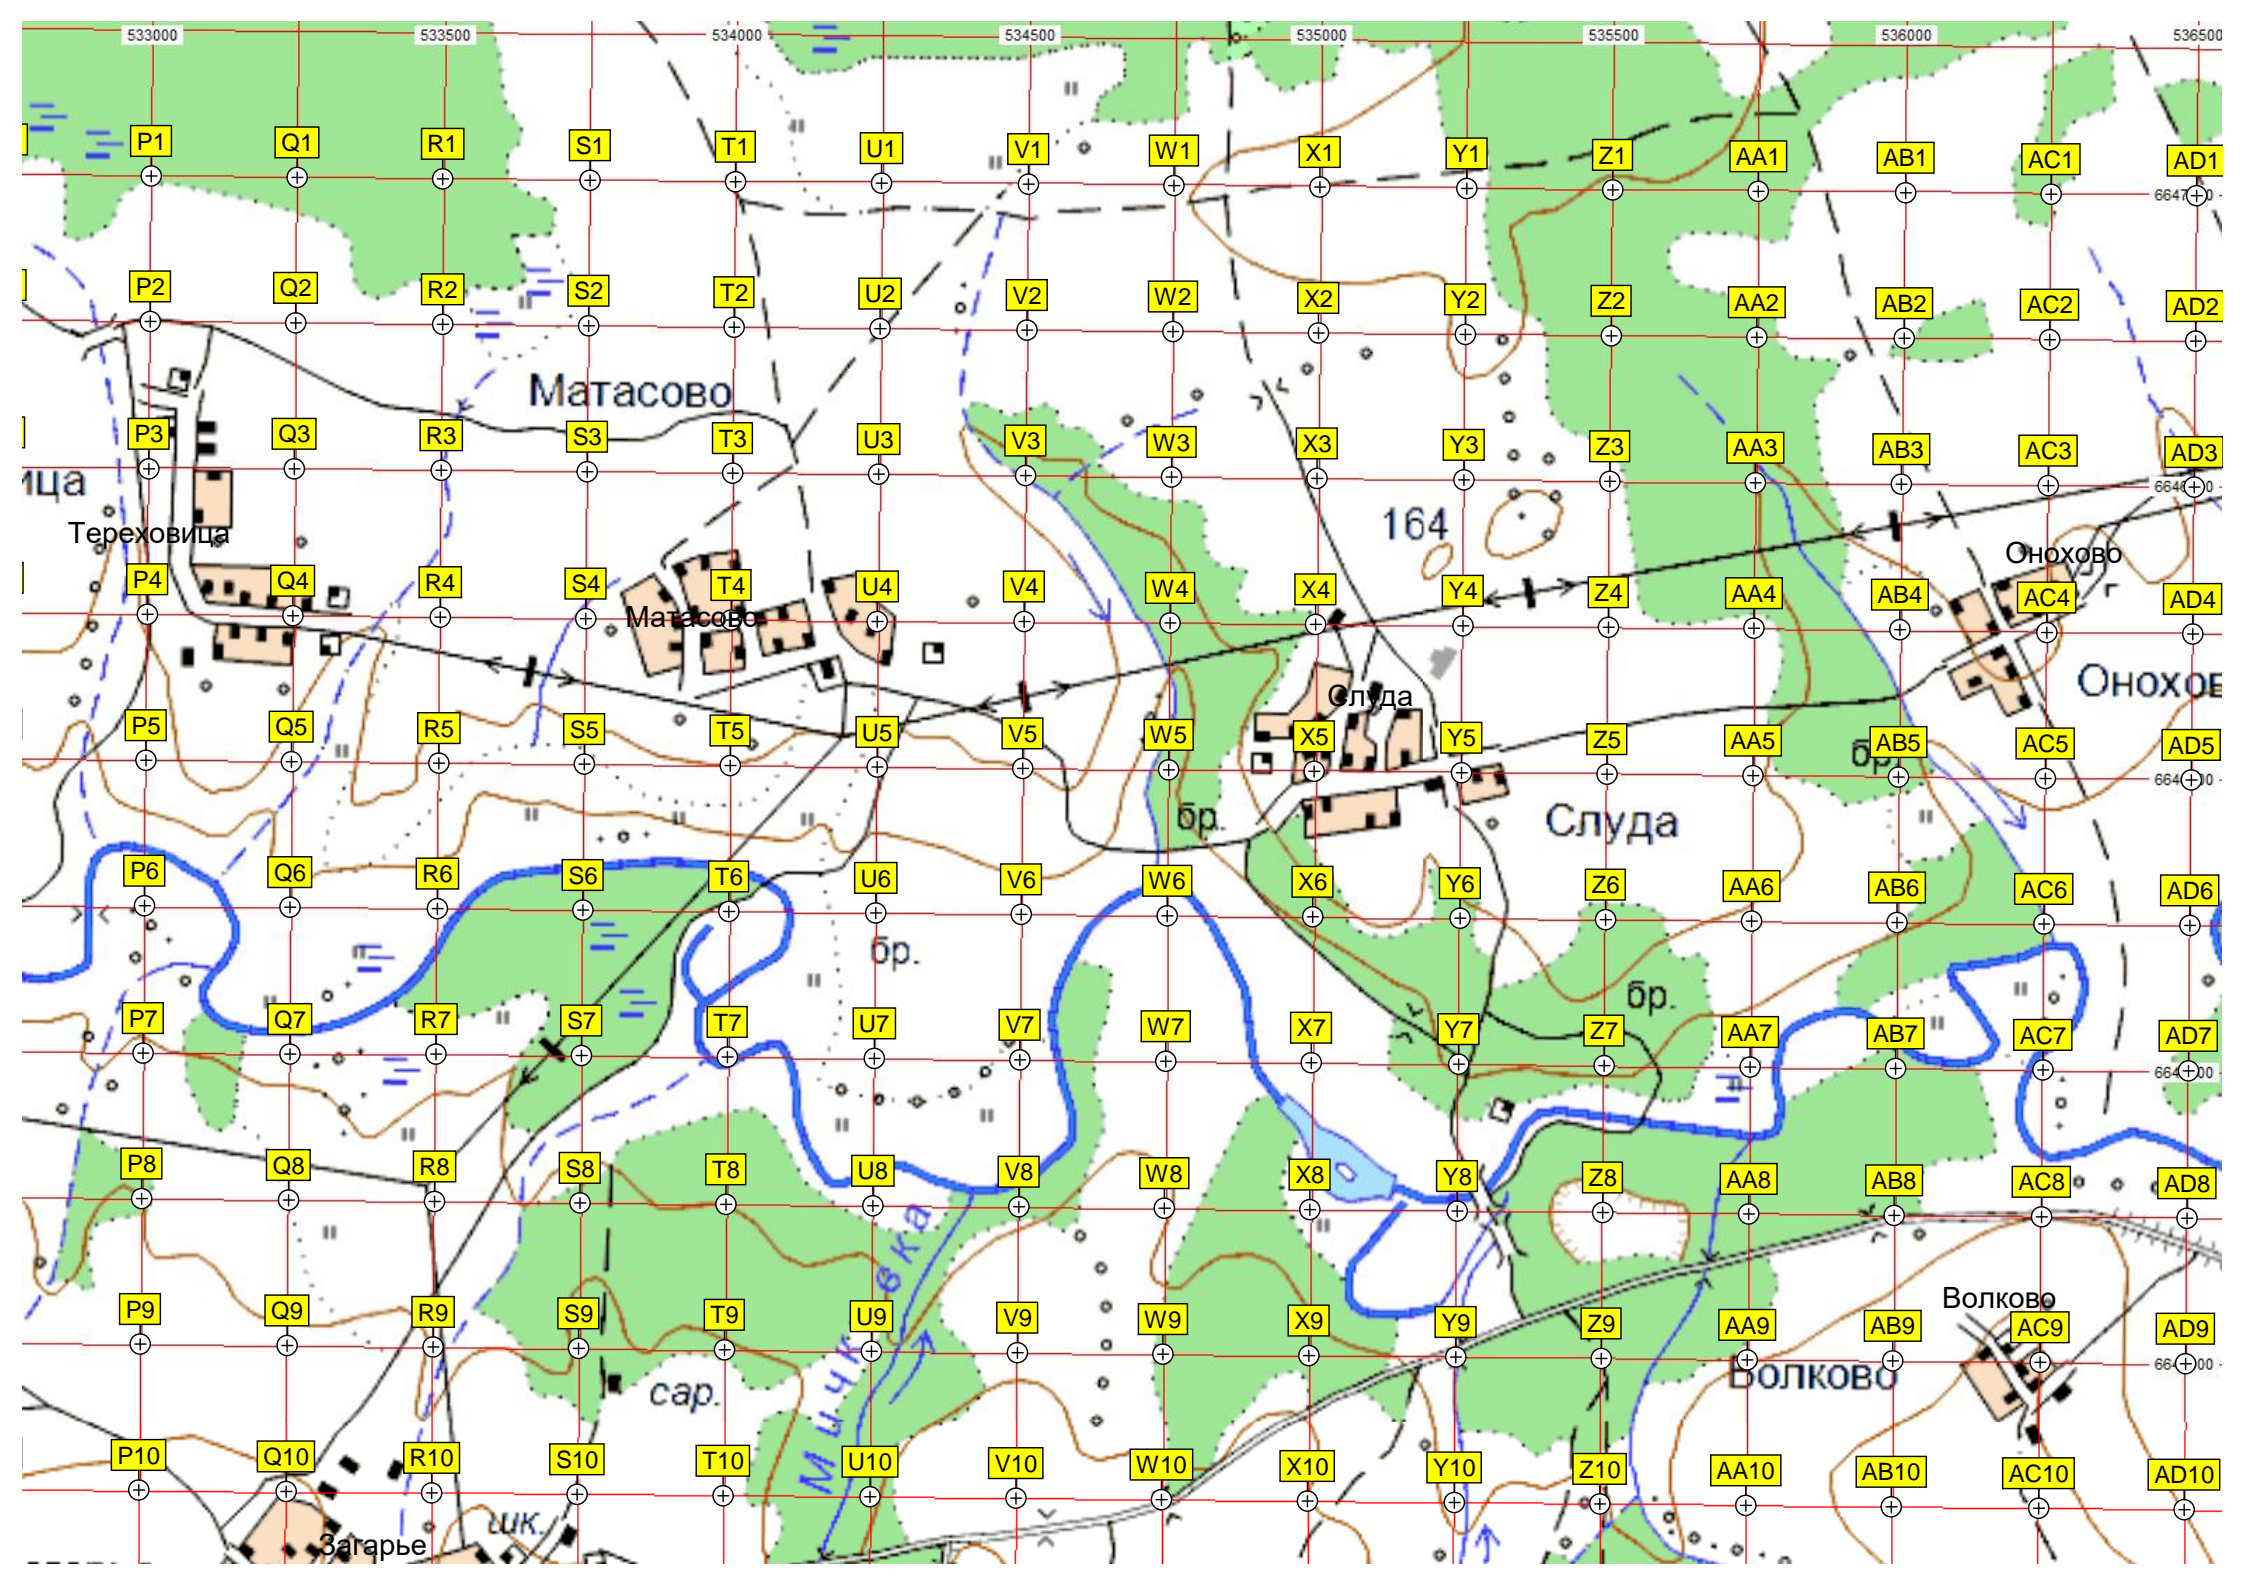 533000 533500 534000 534500 535000 535500 536000 536500
P1 Q1 R1 S1 T1 U1 V1 W1 X1 Y1 Z1 AA1 AB1 AC1 AD1
P2 Q2 R2 S2 T2 U2 V2 W2 X2 Y2 Z2 AA2 AB2 AC2 AD2
Матасово
P3 Q3 R3 S3 T3 U3 V3 W3 X3 Y3 Z3 AA3 AB3 AC3 AD3
ица
164
Тереховица
Онохово
P4 Q4 R4 S4 T4 U4 V4 W4 X4 Y4 Z4 AA4 AB4 AC4 AD4
Матасово
Онохов
Слуда
P5 Q5 R5 S5 T5 U5 V5 W5 X5 Y5 Z5 AA5 AB5 AC5 AD5
бр.
бр.
Слуда
P6 Q6 R6 S6 T6 U6 V6 W6 X6 Y6 Z6 AA6 AB6 AC6 AD6
бр.
бр.
P7 Q7 R7 S7 T7 U7 V7 W7 X7 Y7 Z7 AA7 AB7 AC7 AD7
P8 Q8 R8 S8 T8 U8 V8 W8 X8 Y8 Z8 AA8 AB8 AC8 AD8
Мичковка
Волково
P9 Q9 R9 S9 T9 U9 V9 W9 X9 Y9 Z9 AA9 AB9 AC9 AD9
Волково
сар.
P10 Q10 R10 S10 T10 U10 V10 W10 X10 Y10 Z10 AA10 AB10 AC10 AD10
шк.
Загарье